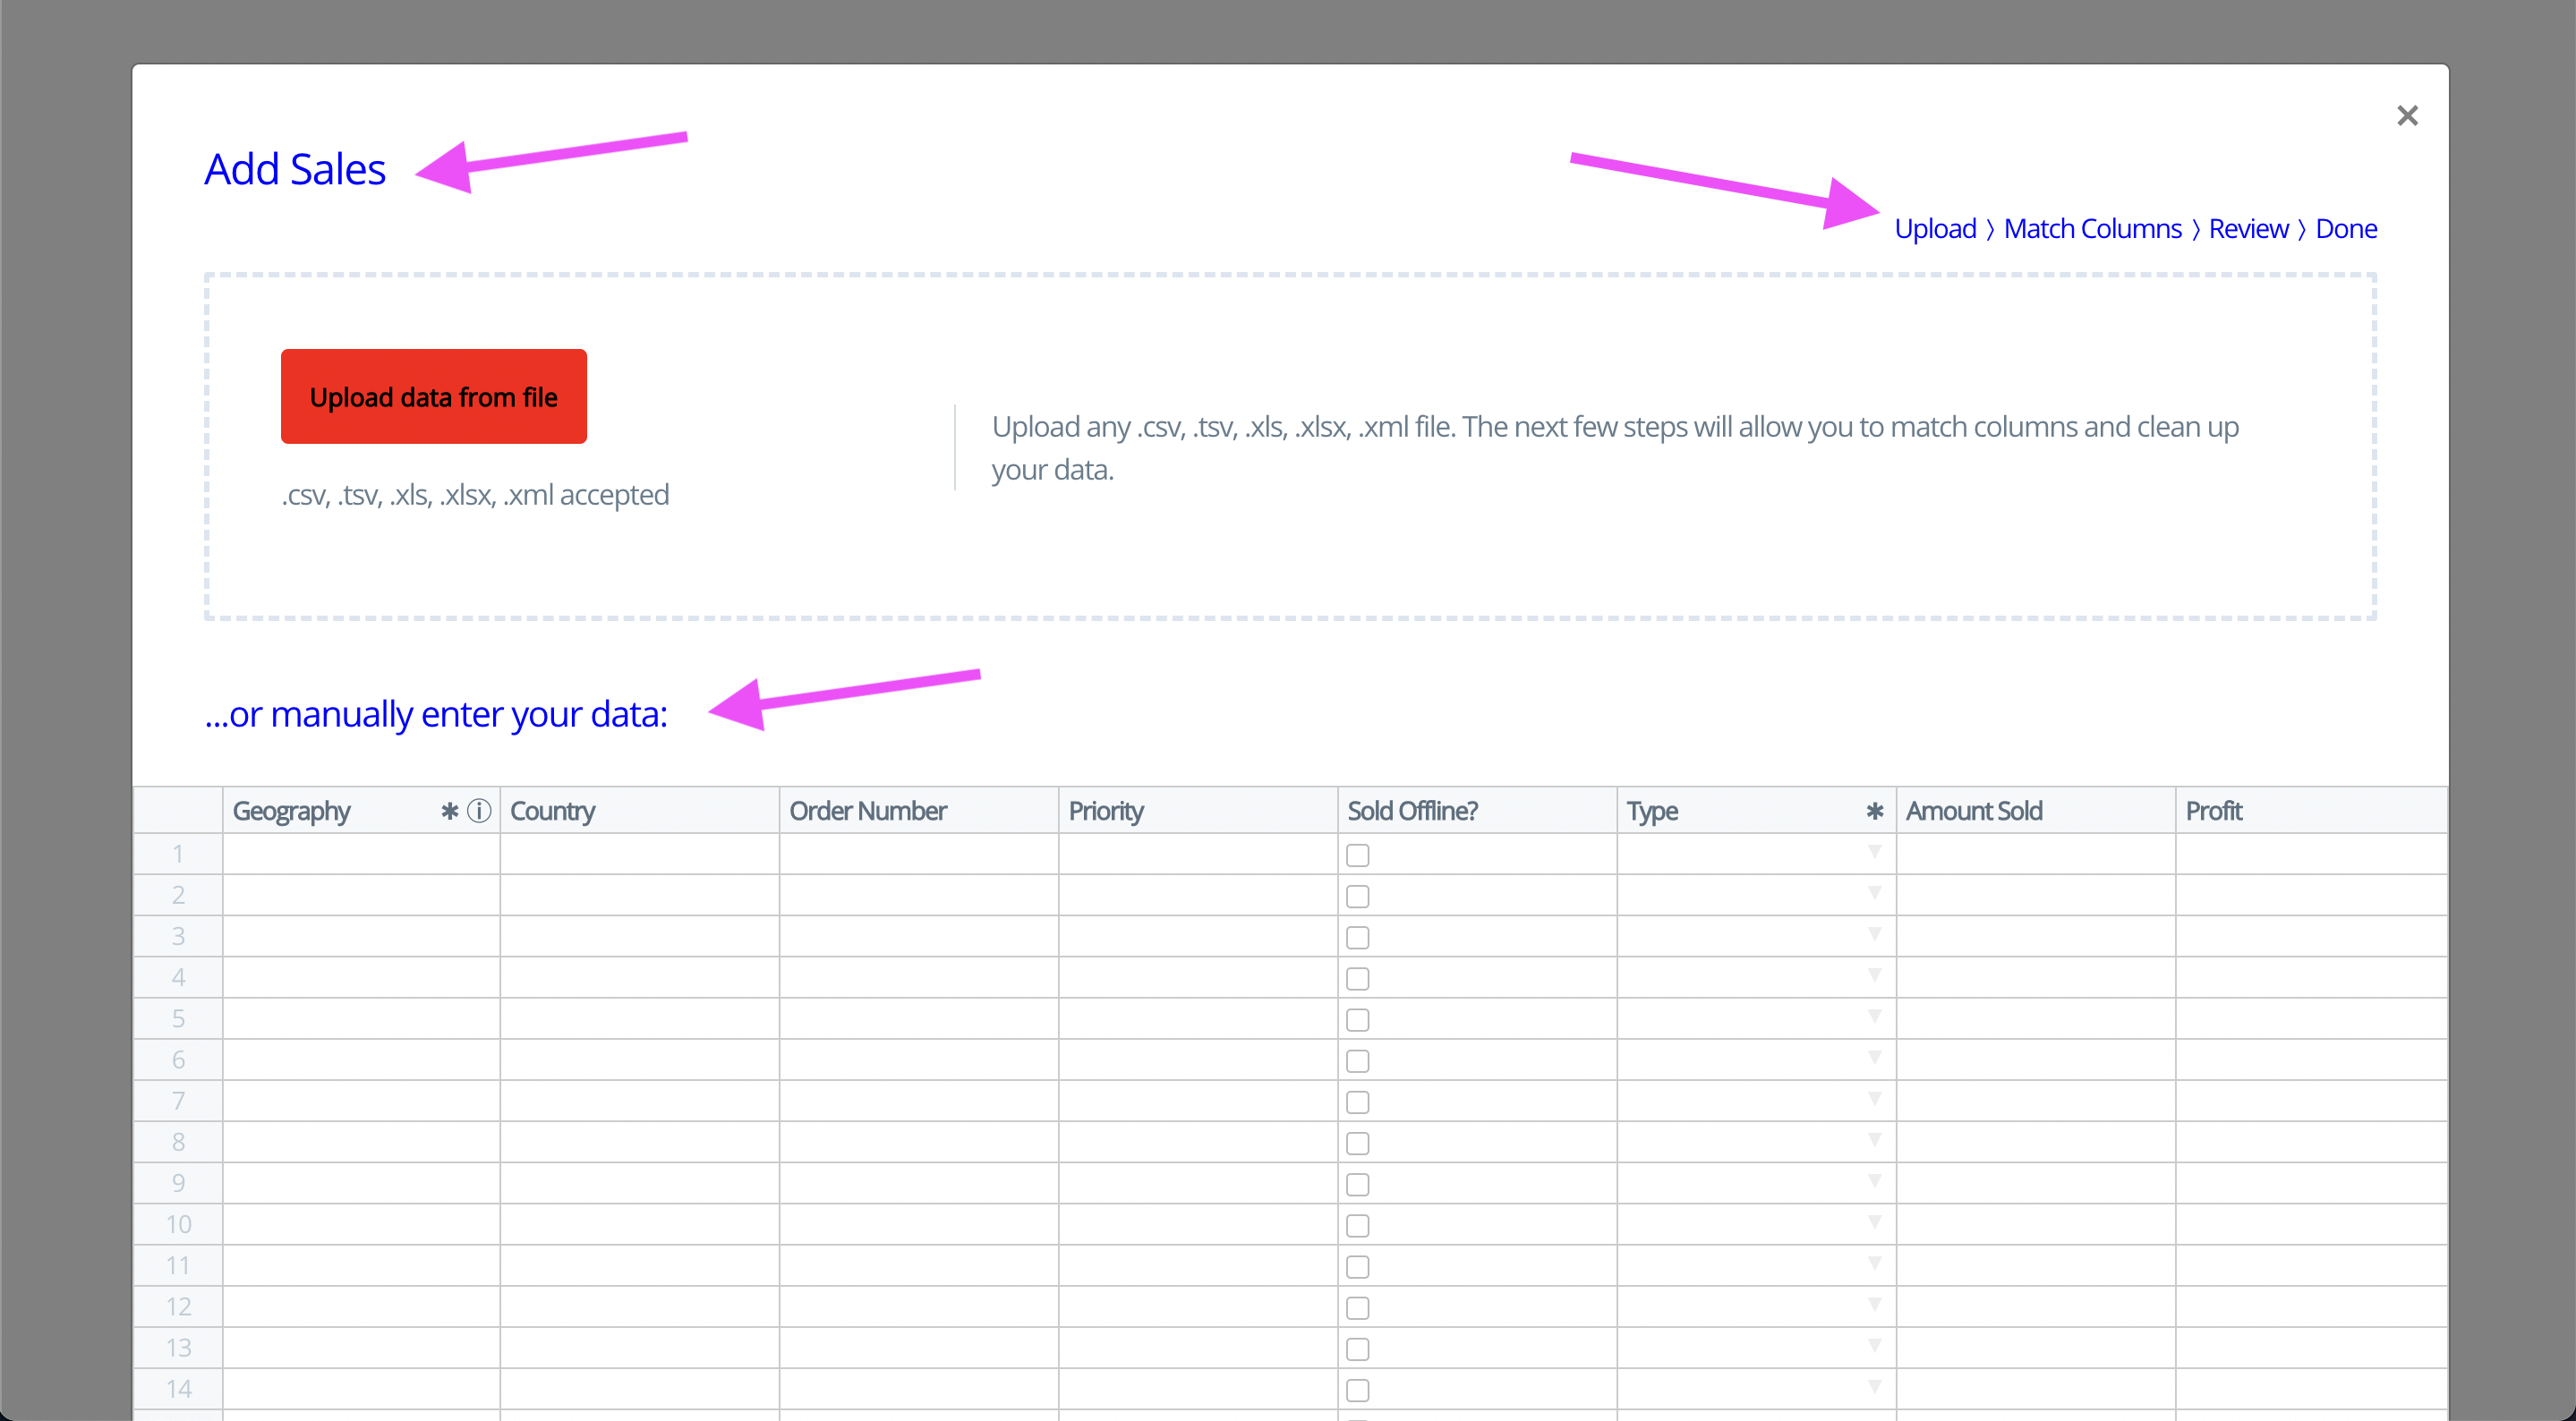 Add Sales
Upload 〉 Match Columns 〉 Review 〉 Done
Upload data from file
.csv, .tsv, .xls, .xlsx, .xml accepted
Upload any .csv, .tsv, .xls, .xlsx, .xml file. The next few steps will allow you to match columns and clean up
your data.
...or manually enter your data:
Geography ✱ ⓘ Country Order Number Priority Sold Offline? Type ✱ Amount Sold Profit
1
2
3
4
5
6
7
8
9
10
11
12
13
14